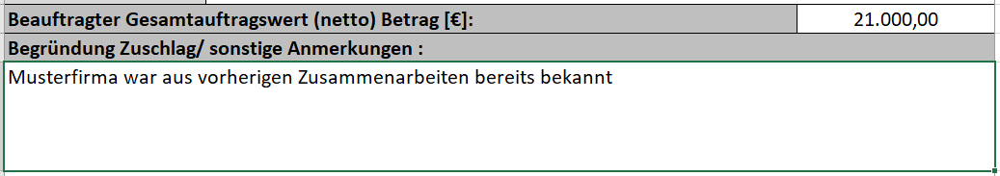 Beauftragter Gesamtauftragswert (netto) Betrag [€]: 21.000,00
Begründung Zuschlag/ sonstige Anmerkungen :
Musterfirma war aus vorherigen Zusammenarbeiten bereits bekannt